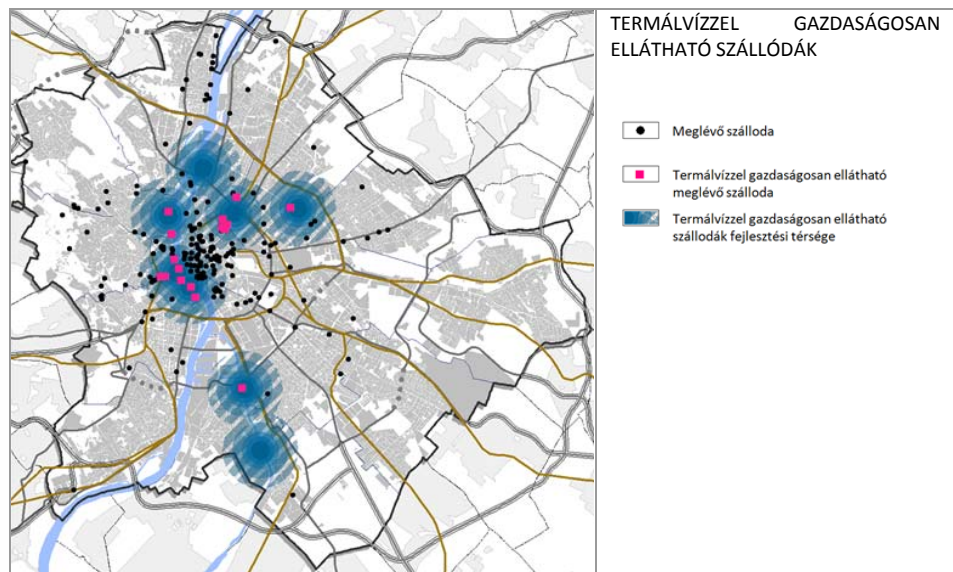 TERMÁLVÍZZEL GAZDASÁGOSAN
ELLÁTHATÓ SZÁLLÓDÁK
Meglévő szálloda
Termálvízzel gazdaságosan ellátható
meglévő szálloda
Termálvízzel gazdaságosan ellátható
szállodák fejlesztési térsége